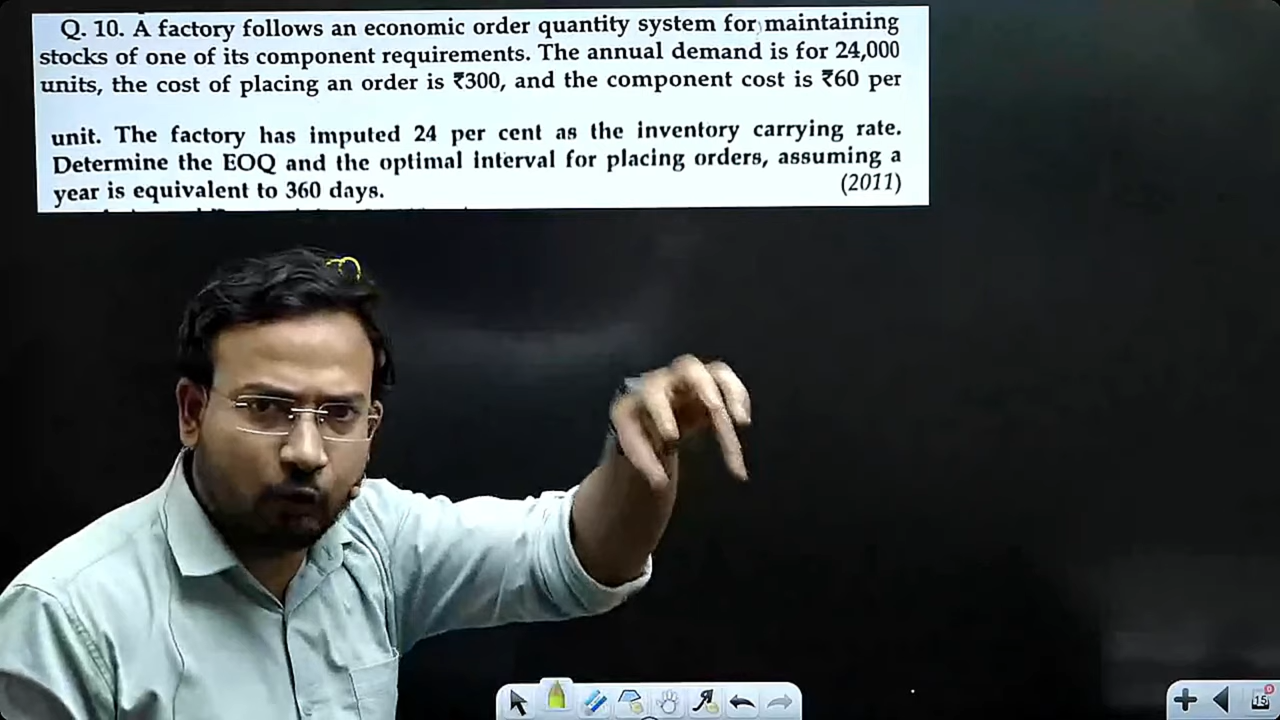 Q. 10. A factory follows an economic order quantity system for maintaining
stocks of one of its component requirements. The annual demand is for 24,000
units, the cost of placing an order is ₹300, and the component cost is ₹60 per
unit. The factory has imputed 24 per cent as the inventory carrying rate.
Determine the EOQ and the optimal interval for placing orders, assuming a
year is equivalent to 360 days.
(2011)
15